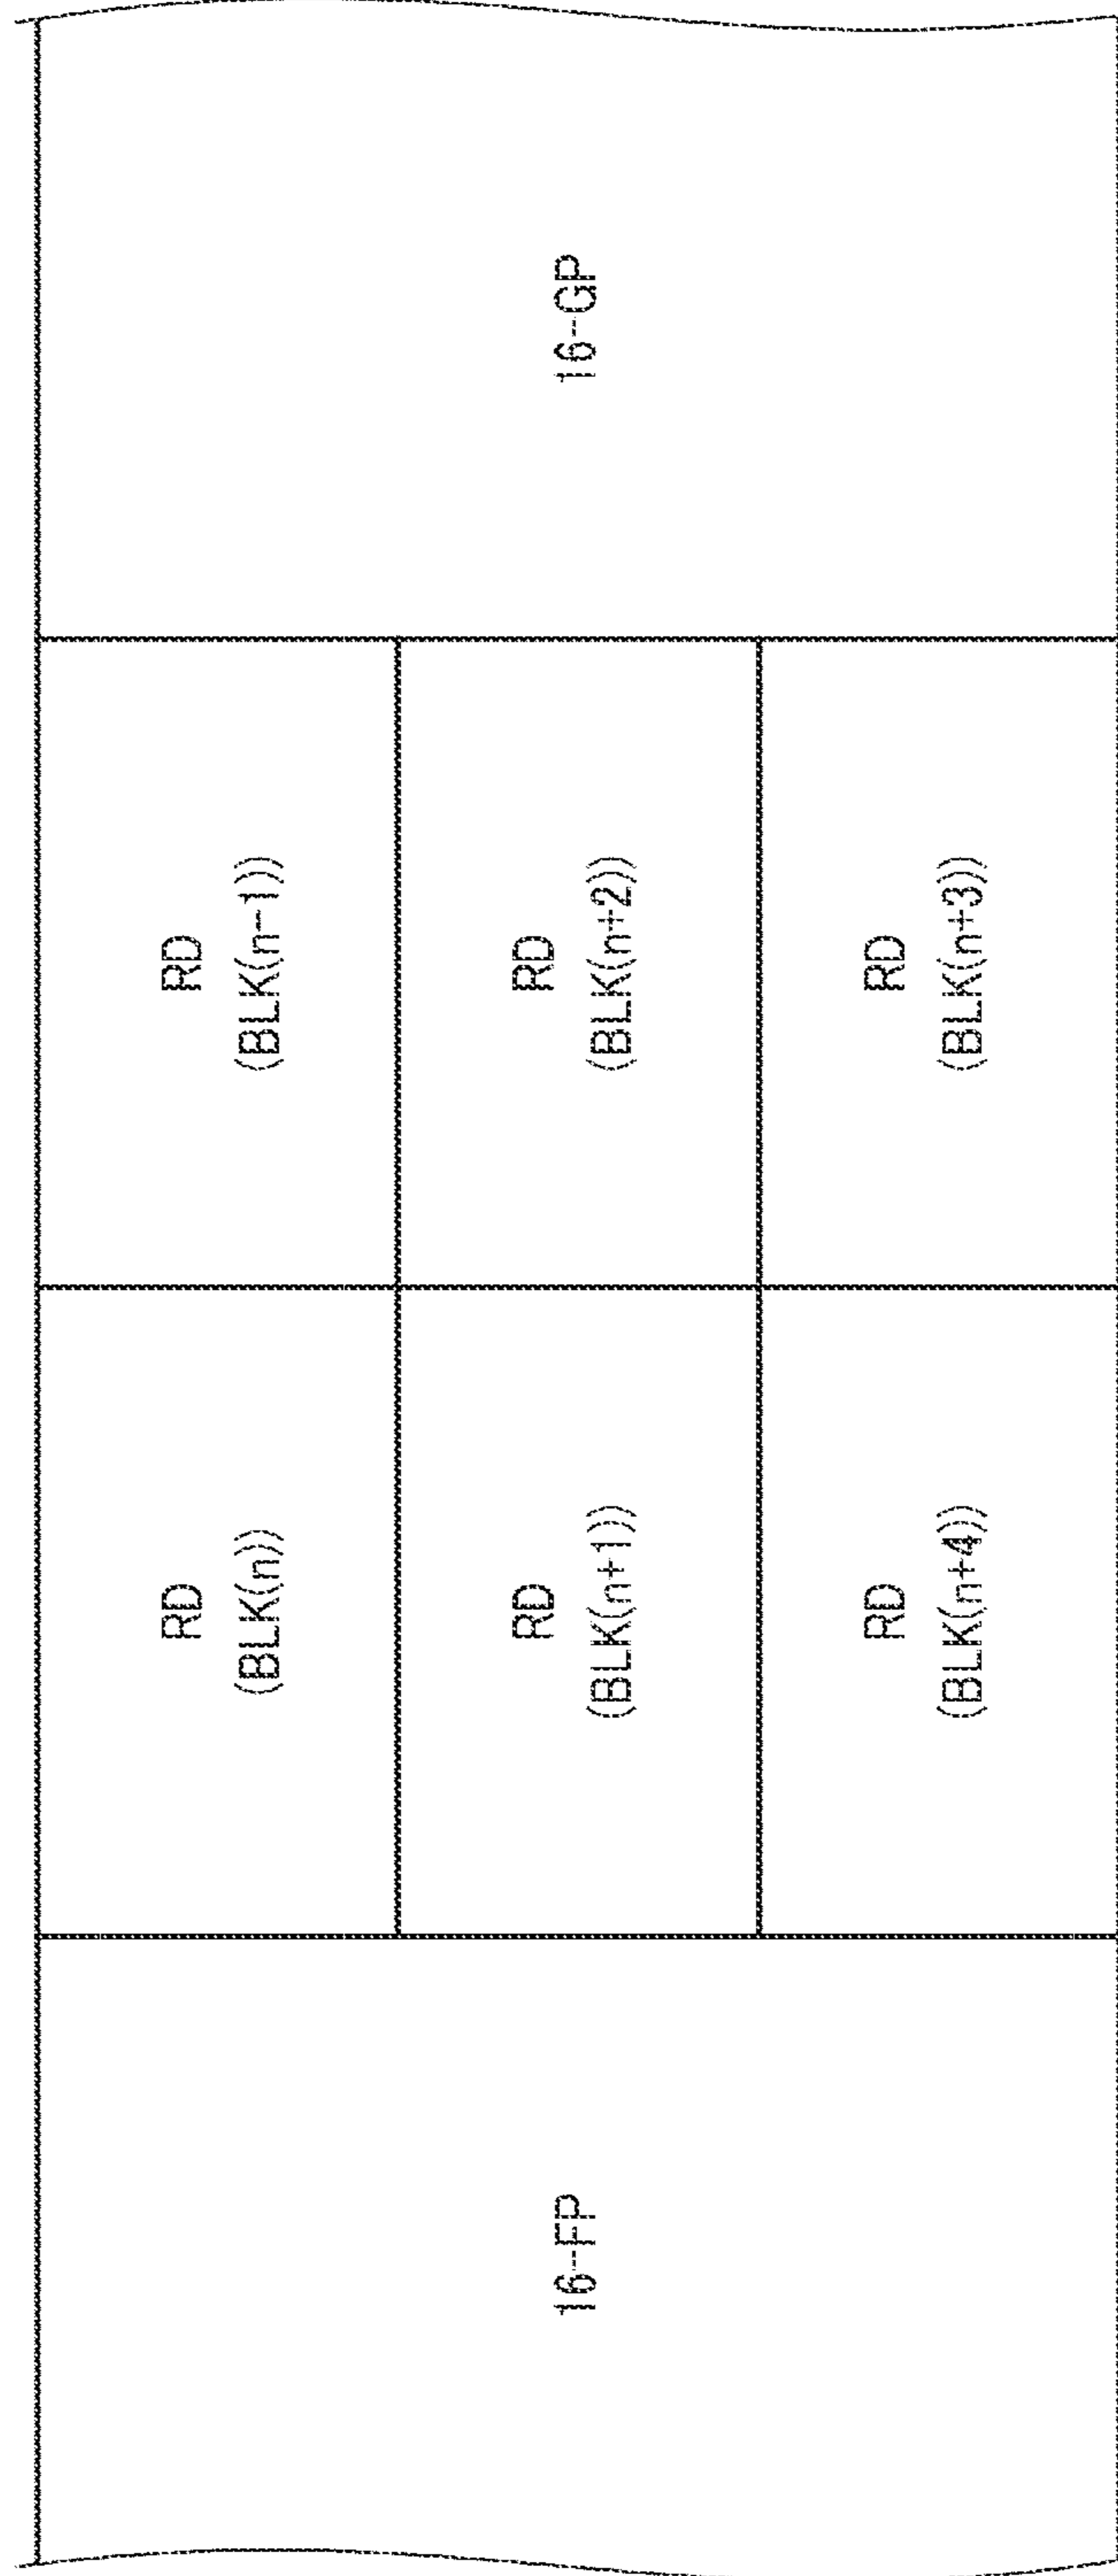 16-FP
RD
(BLK(n))
RD
(BLK(n-1))
RD
(BLK(n+1))
RD
(BLK(n+2))
RD
(BLK(n+4))
RD
(BLK(n+3))
16-GP